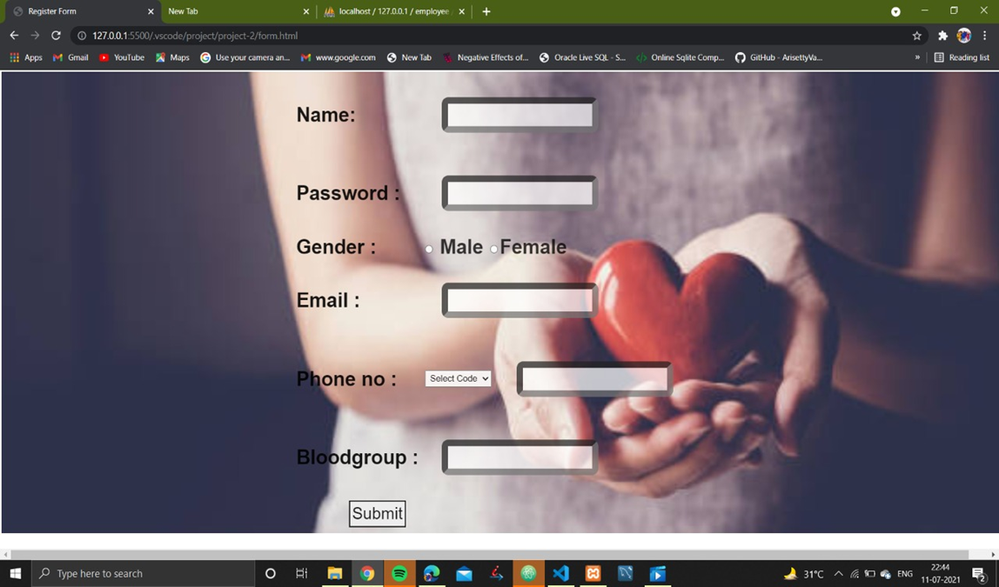 Register Form
New Tab
localhost / 127.0.0.1 / employee
127.0.0.1:5500/.vscode/project/project-2/form.html
Apps Gmail YouTube Maps Use your camera an... www.google.com New Tab Negative Effects of... Oracle Live SQL - S... Online Sqlite Comp... GitHub - ArisettyVa... » Reading list
Name:
Password :
Gender : Male Female
Email :
Phone no : Select Code
Bloodgroup :
Submit
Type here to search
31°C ENG
22:44
11-07-2021
2